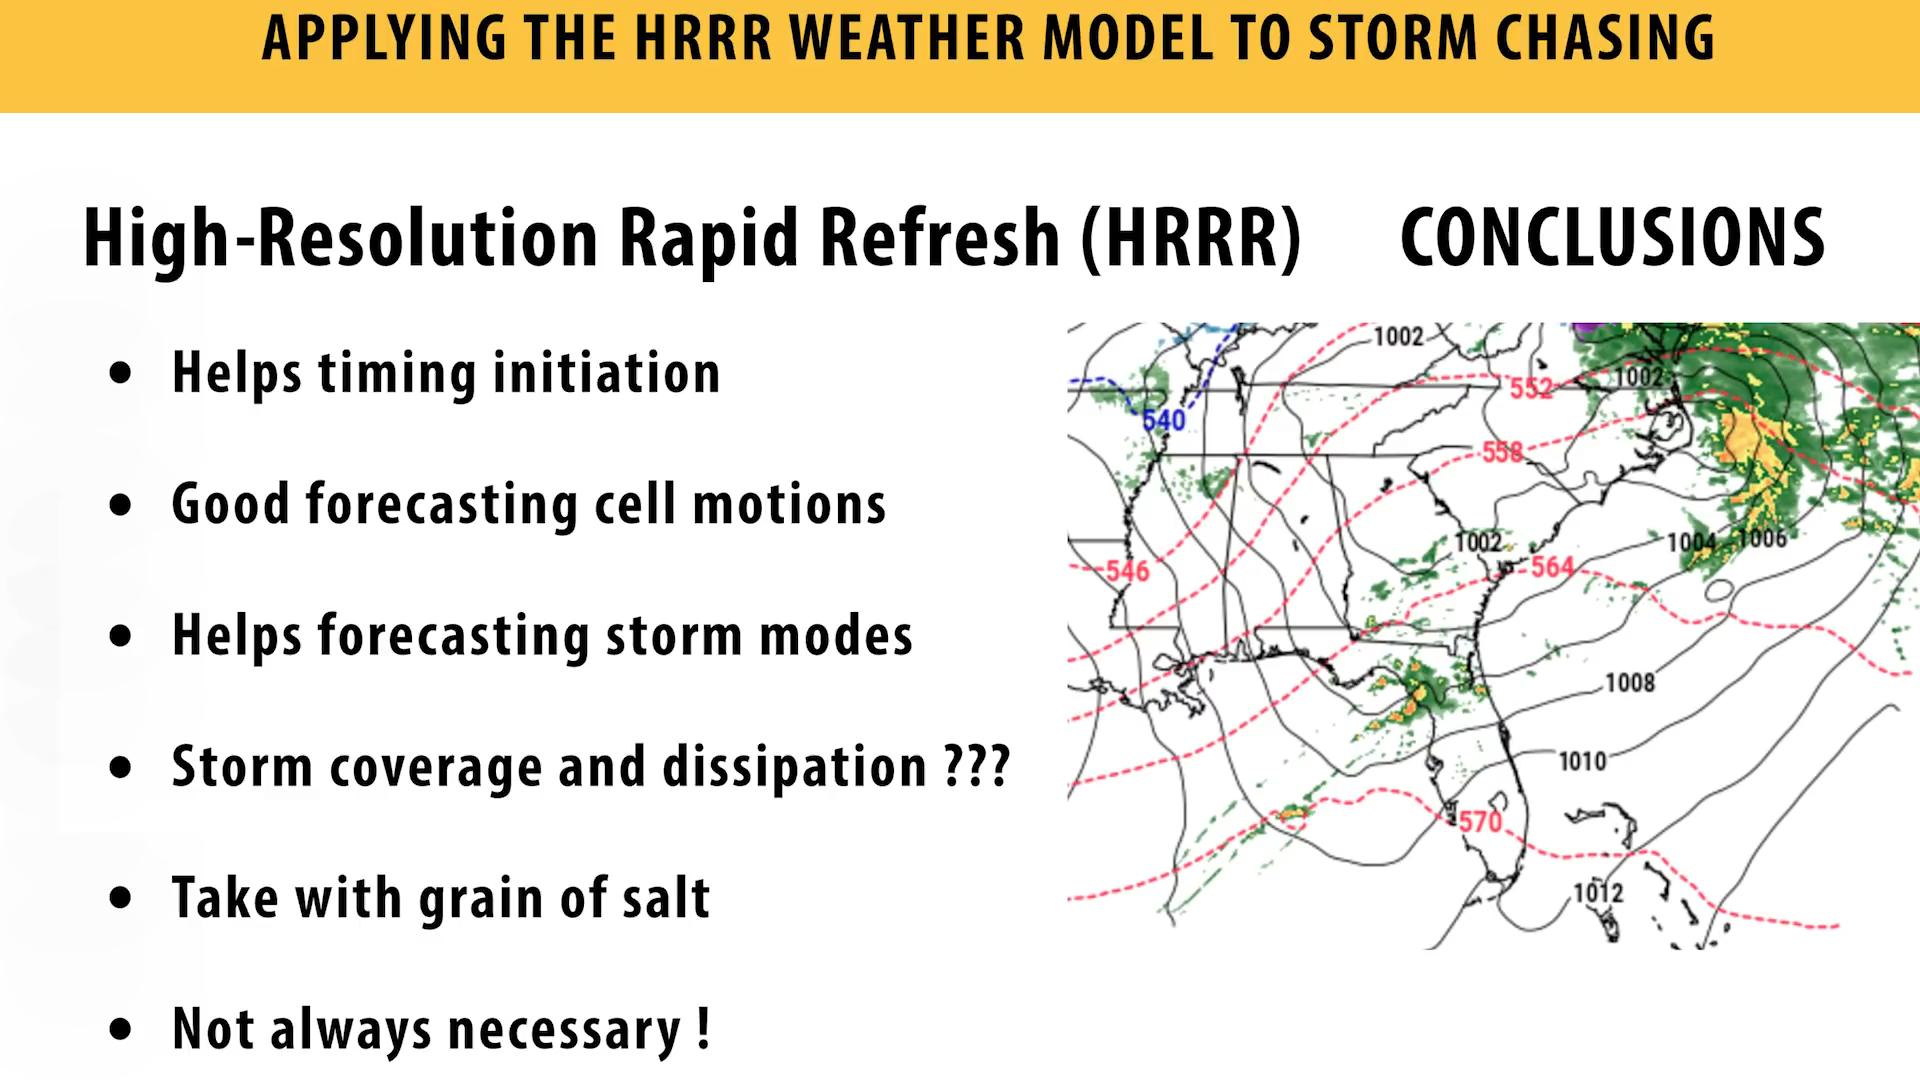 APPLYING THE HRRR WEATHER MODEL TO STORM CHASING
High-Resolution Rapid Refresh (HRRR) CONCLUSIONS
• Helps timing initiation
• Good forecasting cell motions
• Helps forecasting storm modes
• Storm coverage and dissipation ???
• Take with grain of salt
• Not always necessary !
1002
552
1002
540
558
1002
1004
1006
546
564
1008
1010
570
1012